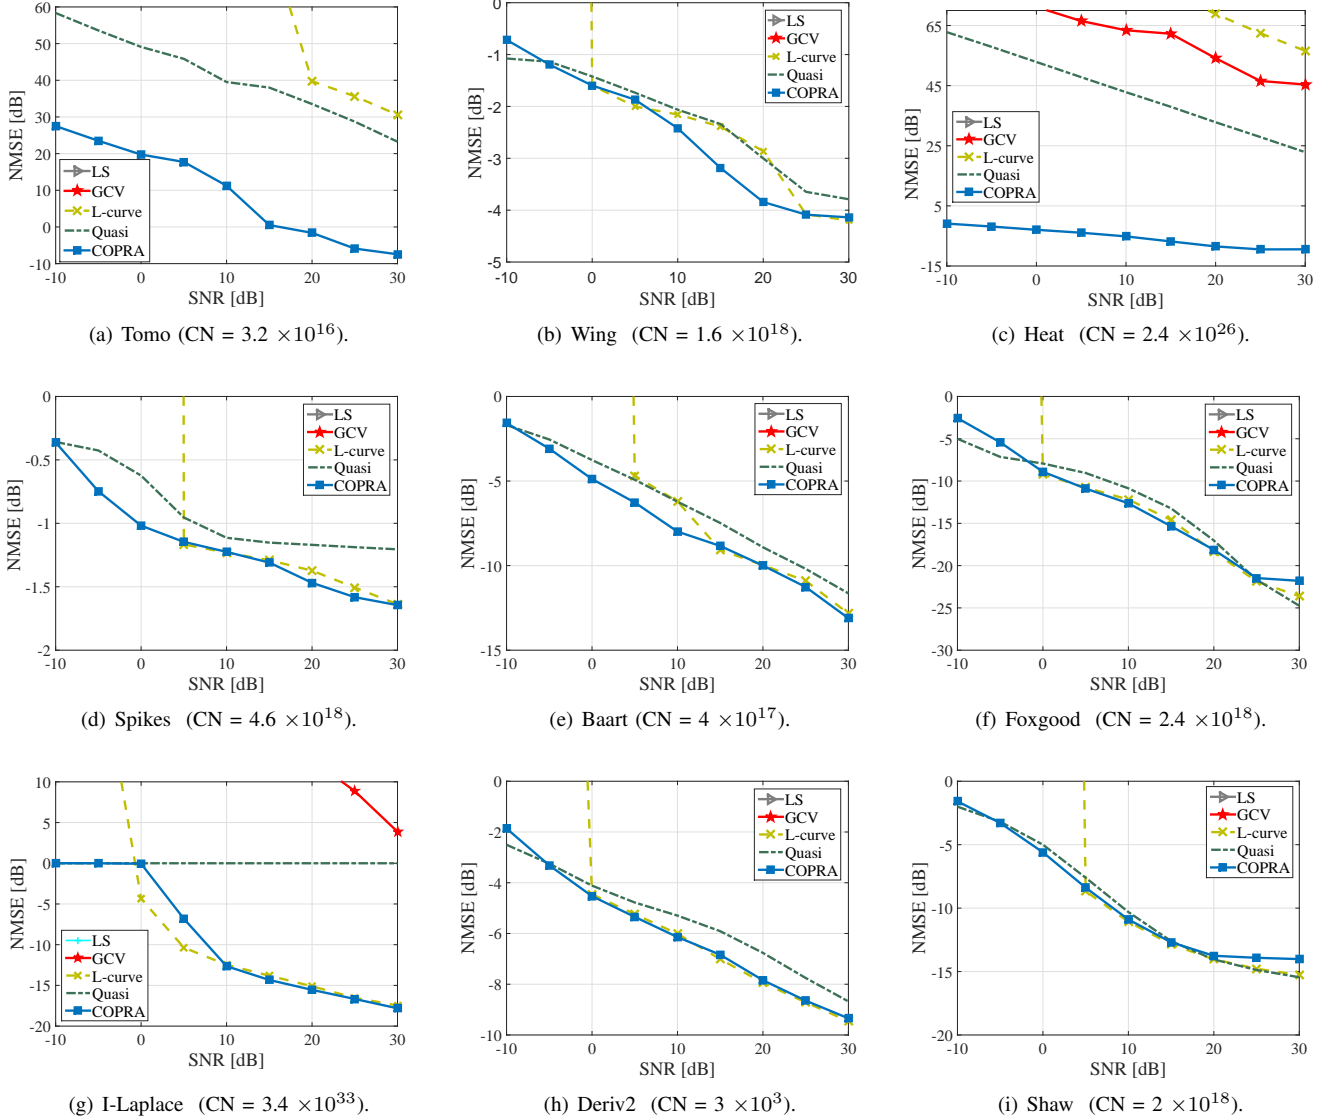 60
50
40
30
20
10
0
-10
NMSE [dB]
LS
GCV
L-curve
Quasi
COPRA
-10 0 10 20 30
SNR [dB]
(a) Tomo (CN = 3.2 ×10^16).
0
-1
-2
-3
-4
-5
NMSE [dB]
LS
GCV
L-curve
Quasi
COPRA
-10 0 10 20 30
SNR [dB]
(b) Wing (CN = 1.6 ×10^18).
65
45
25
5
-15
NMSE [dB]
LS
GCV
L-curve
Quasi
COPRA
-10 0 10 20 30
SNR [dB]
(c) Heat (CN = 2.4 ×10^26).
0
-0.5
-1
-1.5
-2
NMSE [dB]
LS
GCV
L-curve
Quasi
COPRA
-10 0 10 20 30
SNR [dB]
(d) Spikes (CN = 4.6 ×10^18).
0
-5
-10
-15
NMSE [dB]
LS
GCV
L-curve
Quasi
COPRA
-10 0 10 20 30
SNR [dB]
(e) Baart (CN = 4 ×10^17).
0
-5
-10
-15
-20
-25
-30
NMSE [dB]
LS
GCV
L-curve
Quasi
COPRA
-10 0 10 20 30
SNR [dB]
(f) Foxgood (CN = 2.4 ×10^18).
10
5
0
-5
-10
-15
-20
NMSE [dB]
LS
GCV
L-curve
Quasi
COPRA
-10 0 10 20 30
SNR [dB]
(g) I-Laplace (CN = 3.4 ×10^33).
0
-2
-4
-6
-8
-10
NMSE [dB]
LS
GCV
L-curve
Quasi
COPRA
-10 0 10 20 30
SNR [dB]
(h) Deriv2 (CN = 3 ×10^3).
0
-5
-10
-15
-20
NMSE [dB]
LS
GCV
L-curve
Quasi
COPRA
-10 0 10 20 30
SNR [dB]
(i) Shaw (CN = 2 ×10^18).